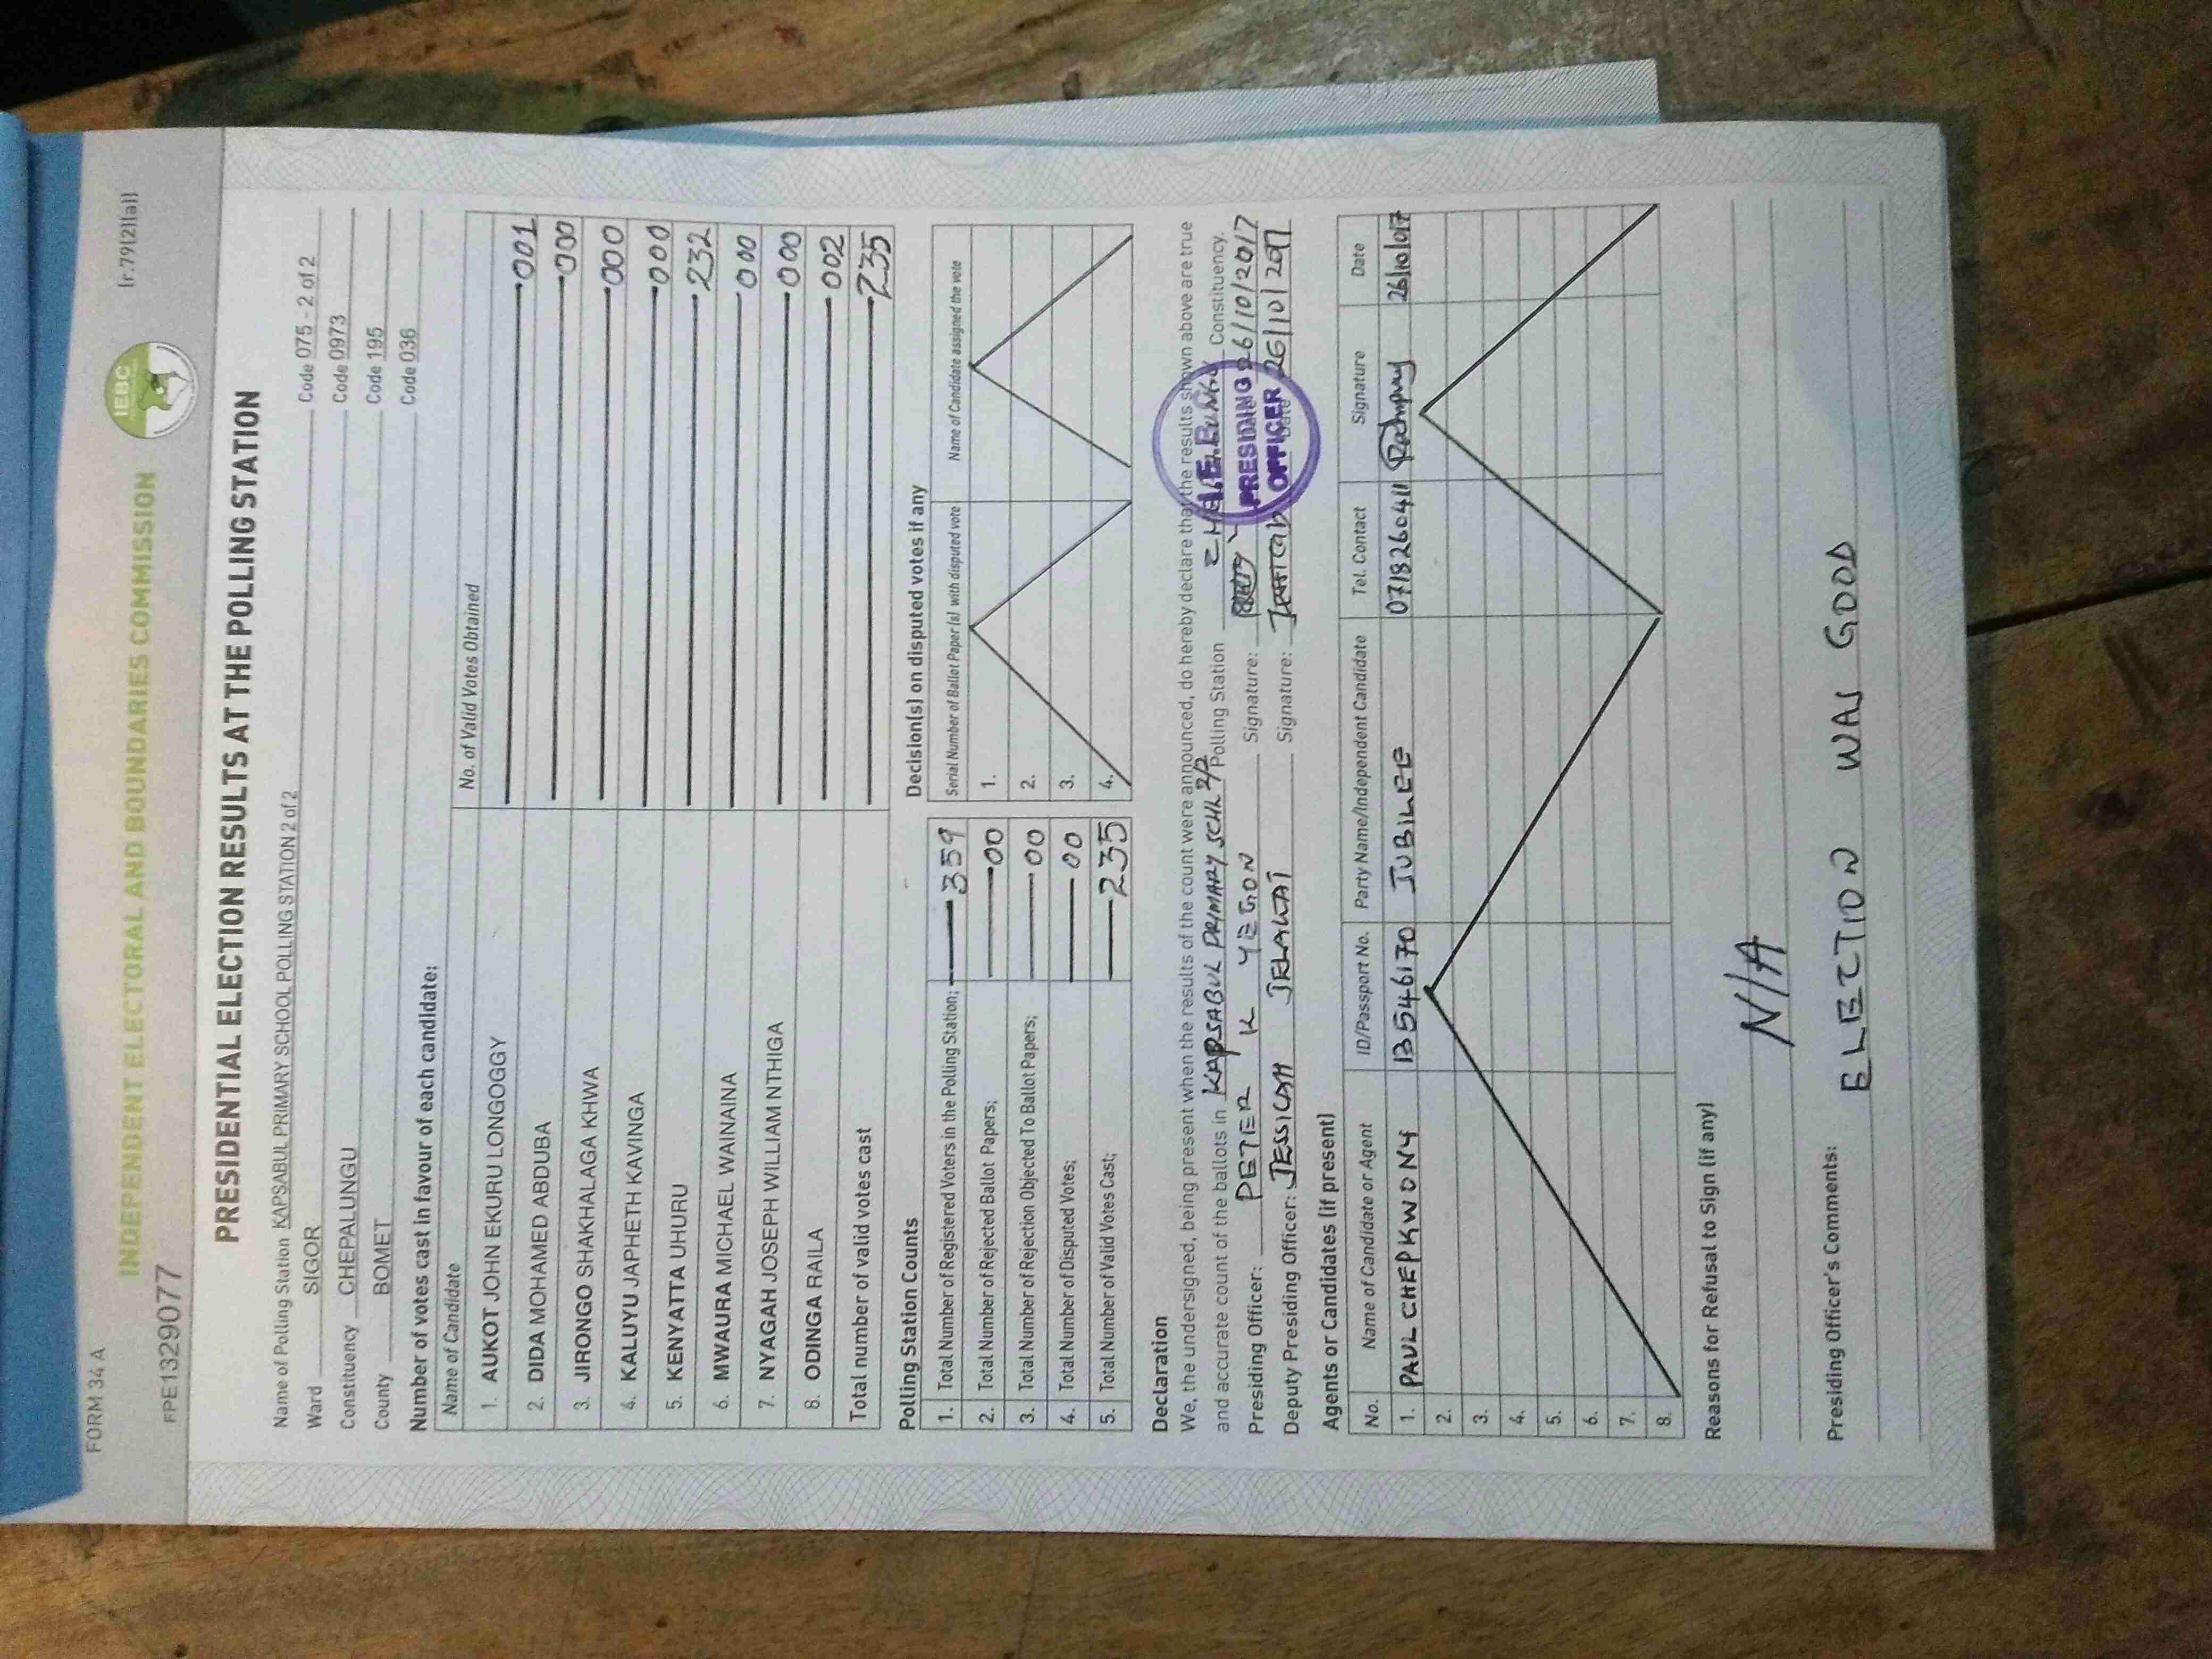 FORM 34 A
INDEPENDENT ELECTORAL AND BOUNDARIES COMMISSION
IEBC
(r.79(2)(a))
FPE1329077
PRESIDENTIAL ELECTION RESULTS AT THE POLLING STATION
Name of Polling Station KAPSABUL PRIMARY SCHOOL POLLING STATION 2 of 2 Code 075 - 2 of 2
Ward SIGOR Code 0973
Constituency CHEPALUNGU Code 195
County BOMET Code 036
Number of votes cast in favour of each candidate:
Name of Candidate No. of Valid Votes Obtained
1. AUKOT JOHN EKURU LONGOGGY 001
2. DIDA MOHAMED ABDUBA 000
3. JIRONGO SHAKHALAGA KHWA 000
4. KALUYU JAPHETH KAVINGA 000
5. KENYATTA UHURU 232
6. MWAURA MICHAEL WAINAINA 000
7. NYAGAH JOSEPH WILLIAM NTHIGA 000
8. ODINGA RAILA 002
Total number of valid votes cast 235
Polling Station Counts
1. Total Number of Registered Voters in the Polling Station; 359
2. Total Number of Rejected Ballot Papers; 00
3. Total Number of Rejection Objected To Ballot Papers; 00
4. Total Number of Disputed Votes; 00
5. Total Number of Valid Votes Cast; 235
Decision(s) on disputed votes if any
Serial Number of Ballot Paper (s) with disputed vote Name of Candidate assigned the vote
1.
2.
3.
4.
Declaration
We, the undersigned, being present when the results of the count were announced, do hereby declare that the results shown above are true
and accurate count of the ballots in KAPSABUL PRIMARY SCHL 2/2 Polling Station Constituency.
Presiding Officer: PETER K YEGON Signature: 26/10/2017
Deputy Presiding Officer: JESSICAH Signature: Date 26/10/2017
PRESIDING OFFICER
Agents or Candidates (if present)
No. Name of Candidate or Agent ID/Passport No. Party Name/Independent Candidate Tel. Contact Signature Date
1. PAUL CHEPKWONY 13546170 JUBILEE 0718260411 26/10/017
2.
3.
4.
5.
6.
7.
8.
Reasons for Refusal to Sign (if any)
N/A
Presiding Officer's Comments:
ELECTION WAS GOOD